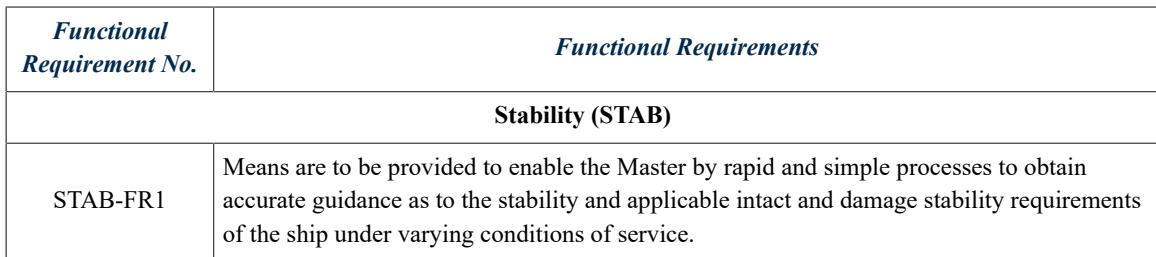 Functional
Requirement No.
Functional Requirements
Stability (STAB)
STAB-FR1
Means are to be provided to enable the Master by rapid and simple processes to obtain
accurate guidance as to the stability and applicable intact and damage stability requirements
of the ship under varying conditions of service.